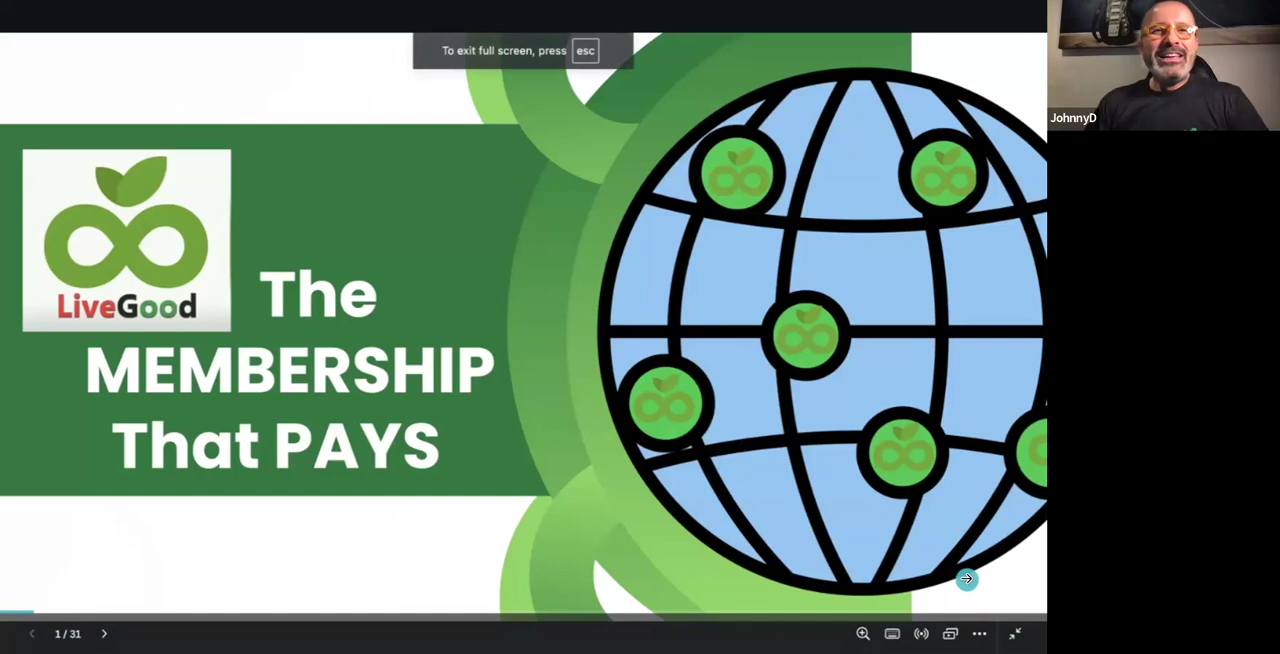 To exit full screen, press esc
JohnnyD
LiveGood
The
MEMBERSHIP
That PAYS
1 / 31